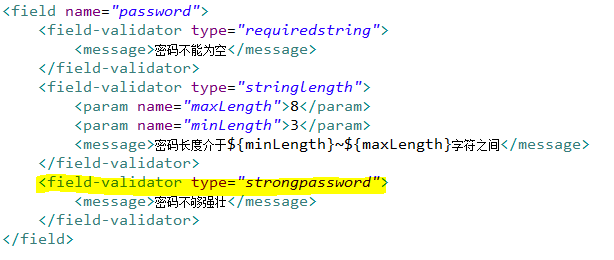 <field name="password">
<field-validator type="requiredstring">
<message>密码不能为空</message>
</field-validator>
<field-validator type="stringlength">
<param name="maxLength">8</param>
<param name="minLength">3</param>
<message>密码长度介于${minLength}~${maxLength}字符之间</message>
</field-validator>
<field-validator type="strongpassword">
<message>密码不够强壮</message>
</field-validator>
</field>